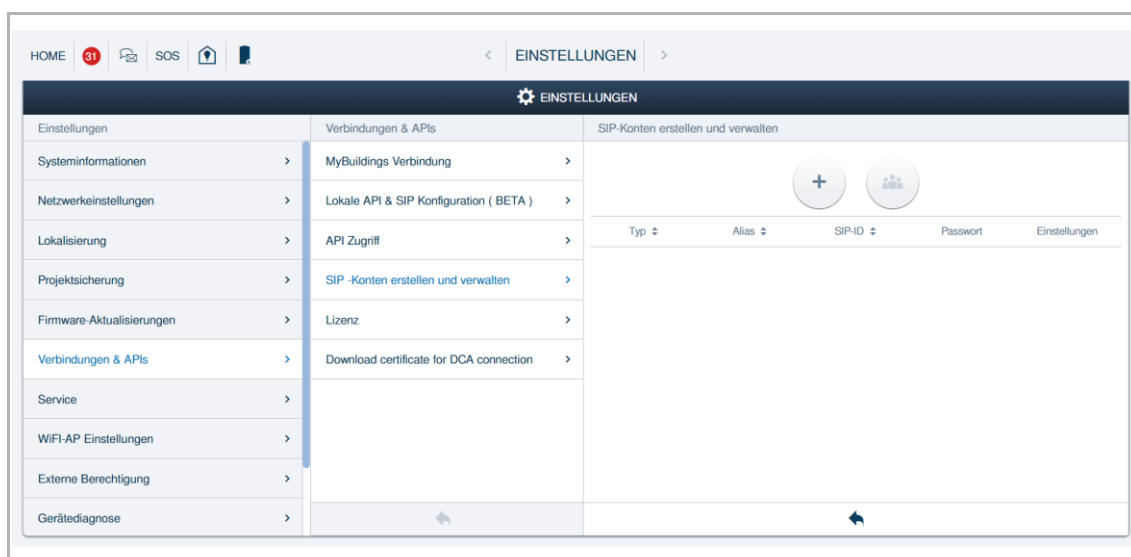 HOME 31 SOS < EINSTELLUNGEN >
EINSTELLUNGEN
Einstellungen
Systeminformationen
Netzwerkeinstellungen
Lokalisierung
Projektsicherung
Firmware-Aktualisierungen
Verbindungen & APIs
Service
WiFI-AP Einstellungen
Externe Berechtigung
Gerätediagnose
Verbindungen & APIs
MyBuildings Verbindung
Lokale API & SIP Konfiguration ( BETA )
API Zugriff
SIP -Konten erstellen und verwalten
Lizenz
Download certificate for DCA connection
SIP-Konten erstellen und verwalten
Typ Alias SIP-ID Passwort Einstellungen